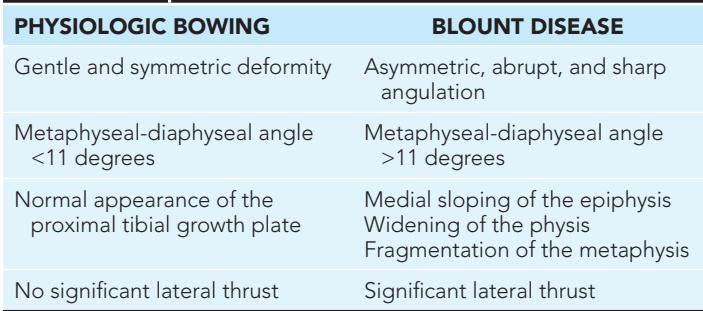 PHYSIOLOGIC BOWING BLOUNT DISEASE
Gentle and symmetric deformity Asymmetric, abrupt, and sharp
angulation
Metaphyseal-diaphyseal angle Metaphyseal-diaphyseal angle
<11 degrees >11 degrees
Normal appearance of the Medial sloping of the epiphysis
proximal tibial growth plate Widening of the physis
Fragmentation of the metaphysis
No significant lateral thrust Significant lateral thrust